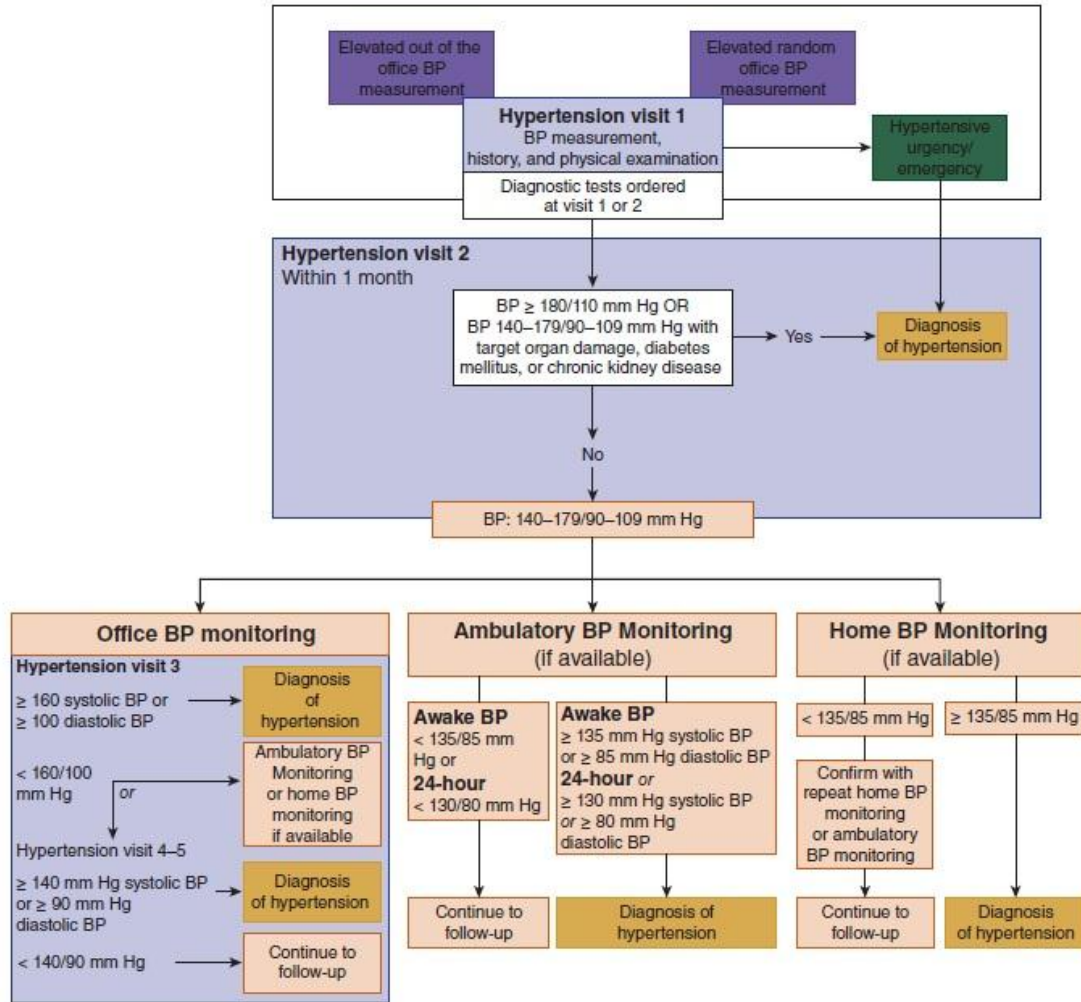 Elevated out of the
office BP
measurement
Elevated random
office BP
measurement
Hypertension visit 1
BP measurement,
history, and physical examination
Diagnostic tests ordered
at visit 1 or 2
Hypertensive
urgency/
emergency
Hypertension visit 2
Within 1 month
BP ≥ 180/110 mm Hg OR
BP 140–179/90–109 mm Hg with
target organ damage, diabetes
mellitus, or chronic kidney disease
Yes
Diagnosis
of hypertension
No
BP: 140–179/90–109 mm Hg
Office BP monitoring
Hypertension visit 3
≥ 160 systolic BP or
≥ 100 diastolic BP
Diagnosis
of
hypertension
< 160/100
mm Hg
or
Ambulatory BP
Monitoring
or home BP
monitoring
if available
Hypertension visit 4–5
≥ 140 mm Hg systolic BP
or ≥ 90 mm Hg
diastolic BP
Diagnosis
of hypertension
< 140/90 mm Hg
Continue to
follow-up
Ambulatory BP Monitoring
(if available)
Awake BP
< 135/85 mm
Hg or
24-hour
< 130/80 mm Hg
Continue to
follow-up
Awake BP
≥ 135 mm Hg systolic BP
or ≥ 85 mm Hg diastolic BP
24-hour or
≥ 130 mm Hg systolic BP
or ≥ 80 mm Hg
diastolic BP
Diagnosis of
hypertension
Home BP Monitoring
(if available)
< 135/85 mm Hg
Confirm with
repeat home BP
monitoring
or ambulatory
BP monitoring
Continue to
follow-up
≥ 135/85 mm Hg
Diagnosis
of hypertension